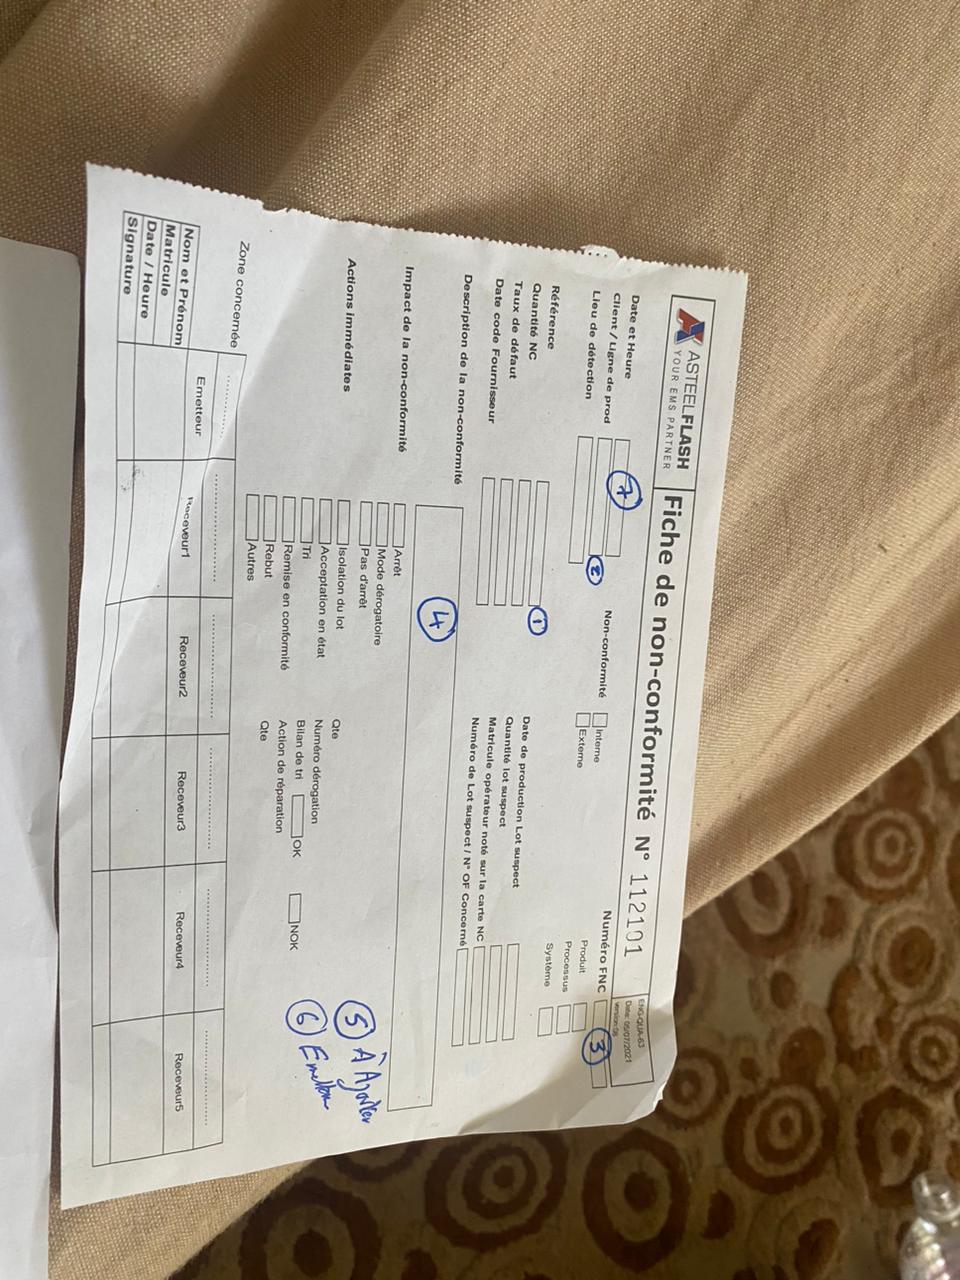 ASTEELFLASH
YOUR EMS PARTNER
Fiche de non-conformité N° 112101
ENG-QUA-63
Date: 05/07/2021
version:08
Date et Heure 7
Client / Ligne de prod 2
Lieu de détection
Non-conformité Interne
Externe
Numéro FNC 3
Produit
Processus
Système
Référence 1
Quantité NC
Taux de défaut
Date code Fournisseur
Date de production Lot suspect
Quantité lot suspect
Matricule opérateur noté sur la carte NC
Numéro de Lot suspect / N° OF Concerné
Description de la non-conformité 4
Impact de la non-conformité Arrêt
Mode dérogatoire
Pas d'arrêt
5 À Ajouter
6
Actions immédiates Isolation du lot Qte
Acceptation en état Numéro dérogation
Tri Bilan de tri OK NOK
Remise en conformité Action de réparation
Rebut Qte
Autres
Zone concernée
Emetteur Receveur1 Receveur2 Receveur3 Receveur4 Receveur5
Nom et Prénom
Matricule
Date / Heure
Signature